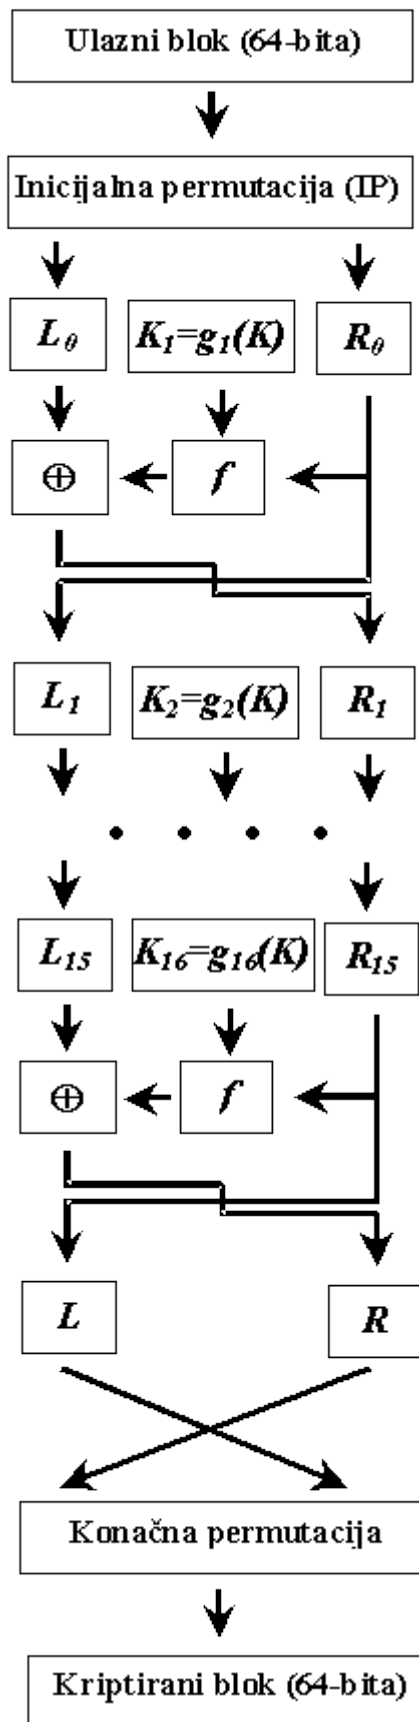 Ulazni blok (64-bita)
Inicijalna permutacija (IP)
L₀ K₁=g₁(K) R₀
⊕ f
L₁ K₂=g₂(K) R₁
L₁₅ K₁₆=g₁₆(K) R₁₅
⊕ f
L R
Konačna permutacija
Kriptirani blok (64-bita)